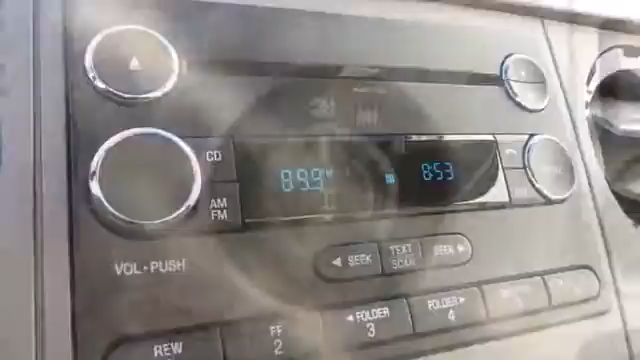 CD
89.9
8:53
AM
FM
VOL-PUSH
◄ SEEK
TEXT
SCAN
SEEK ►
REW
1
FF
2
◄ FOLDER
3
FOLDER ►
4